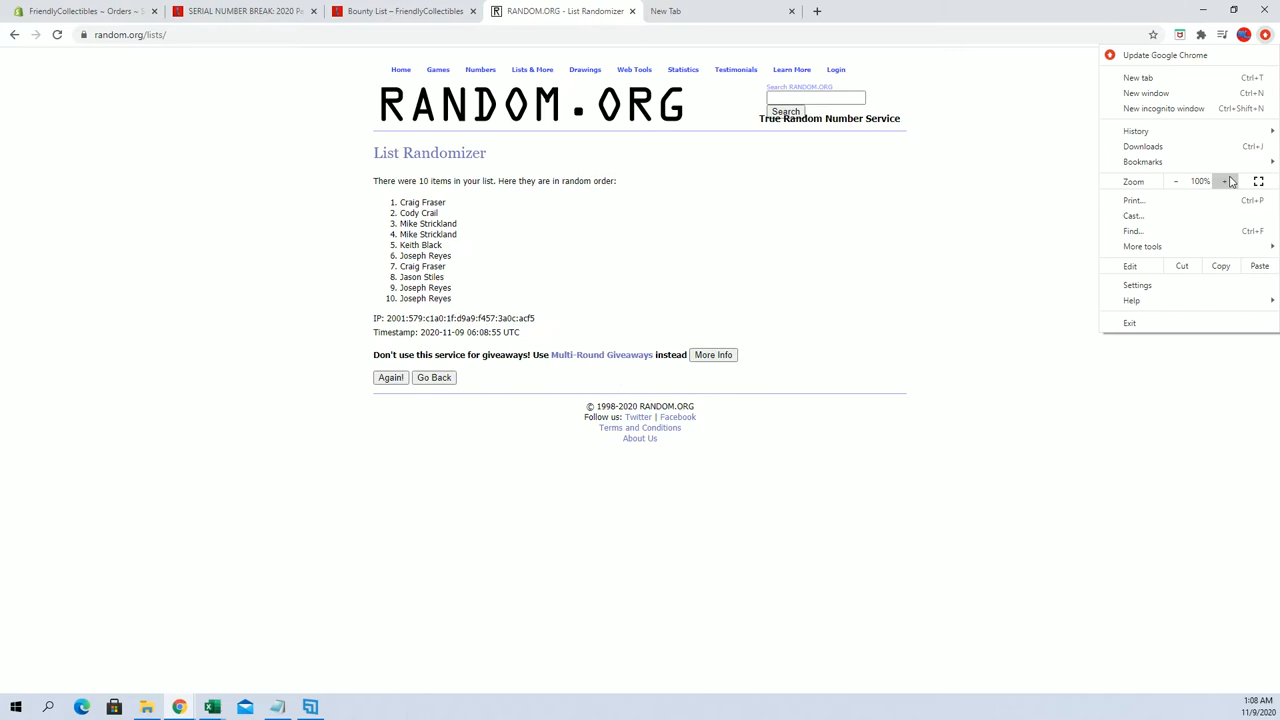 FriendlyCollectibles ~ Orders ~ S
SERIAL NUMBER BREAK: 2020 Pa
Bounty List – FriendlyCollectibles
RANDOM.ORG - List Randomizer
New Tab
random.org/lists/
Home Games Numbers Lists & More Drawings Web Tools Statistics Testimonials Learn More Login
RANDOM.ORG
Search RANDOM.ORG
Search
True Random Number Service
List Randomizer
There were 10 items in your list. Here they are in random order:
1. Craig Fraser
2. Cody Crail
3. Mike Strickland
4. Mike Strickland
5. Keith Black
6. Joseph Reyes
7. Craig Fraser
8. Jason Stiles
9. Joseph Reyes
10. Joseph Reyes
IP: 2001:579:c1a0:1f:d9a9:f457:3a0c:acf5
Timestamp: 2020-11-09 06:08:55 UTC
Don't use this service for giveaways! Use Multi-Round Giveaways instead More Info
Again! Go Back
© 1998-2020 RANDOM.ORG
Follow us: Twitter | Facebook
Terms and Conditions
About Us
Update Google Chrome
New tab Ctrl+T
New window Ctrl+N
New incognito window Ctrl+Shift+N
History
Downloads Ctrl+J
Bookmarks
Zoom - 100% +
Print... Ctrl+P
Cast...
Find... Ctrl+F
More tools
Edit Cut Copy Paste
Settings
Help
Exit
1:08 AM
11/9/2020